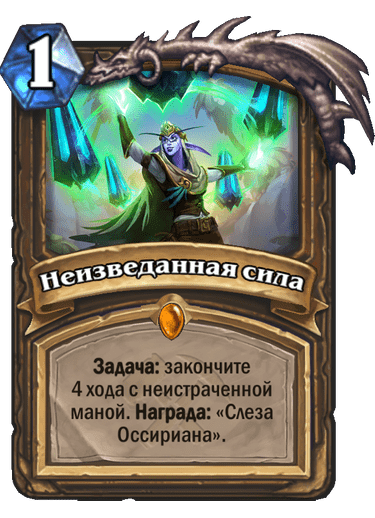 1
Неизведанная сила
Задача: закончите
4 хода с неистраченной
маной. Награда: «Слеза
Оссириана».